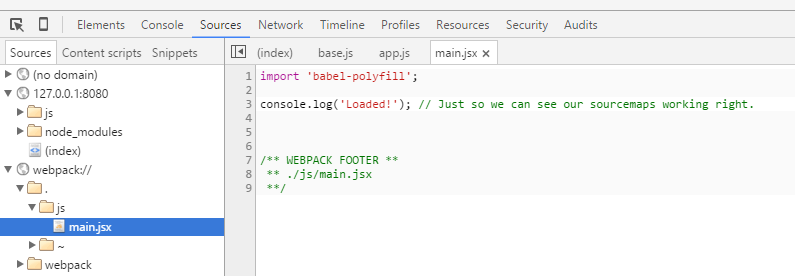 Elements Console Sources Network Timeline Profiles Resources Security Audits
Sources Content scripts Snippets
(index) base.js app.js main.jsx ×
(no domain)
127.0.0.1:8080
js
node_modules
(index)
webpack://
.
js
main.jsx
~
webpack
1 import 'babel-polyfill';
2
3 console.log('Loaded!'); // Just so we can see our sourcemaps working right.
4
5
6
7 /** WEBPACK FOOTER **
8 ** ./js/main.jsx
9 **/